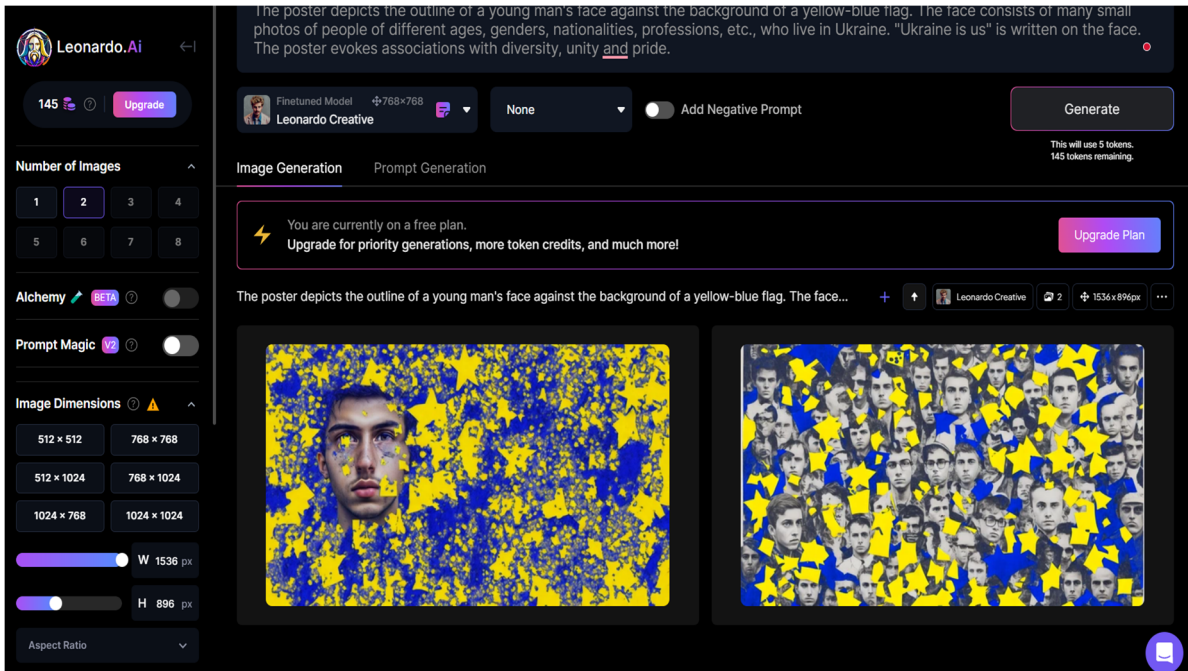 The poster depicts the outline of a young man's face against the background of a yellow-blue flag. The face consists of many small
photos of people of different ages, genders, nationalities, professions, etc., who live in Ukraine. "Ukraine is us" is written on the face.
The poster evokes associations with diversity, unity and pride.
Leonardo.Ai
145
Upgrade
Finetuned Model 768×768
Leonardo Creative
None
Add Negative Prompt
Generate
This will use 5 tokens.
145 tokens remaining.
Number of Images
1 2 3 4
5 6 7 8
Alchemy BETA
Prompt Magic V2
Image Dimensions
512 × 512 768 × 768
512 × 1024 768 × 1024
1024 × 768 1024 × 1024
W 1536 px
H 896 px
Aspect Ratio
Image Generation Prompt Generation
You are currently on a free plan.
Upgrade for priority generations, more token credits, and much more!
Upgrade Plan
The poster depicts the outline of a young man's face against the background of a yellow-blue flag. The face...
Leonardo Creative
2
1536x896px